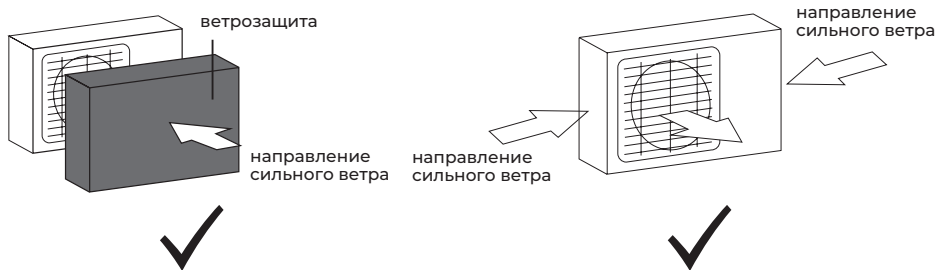 ветрозащита
направление
сильного ветра
направление
сильного ветра
направление
сильного ветра